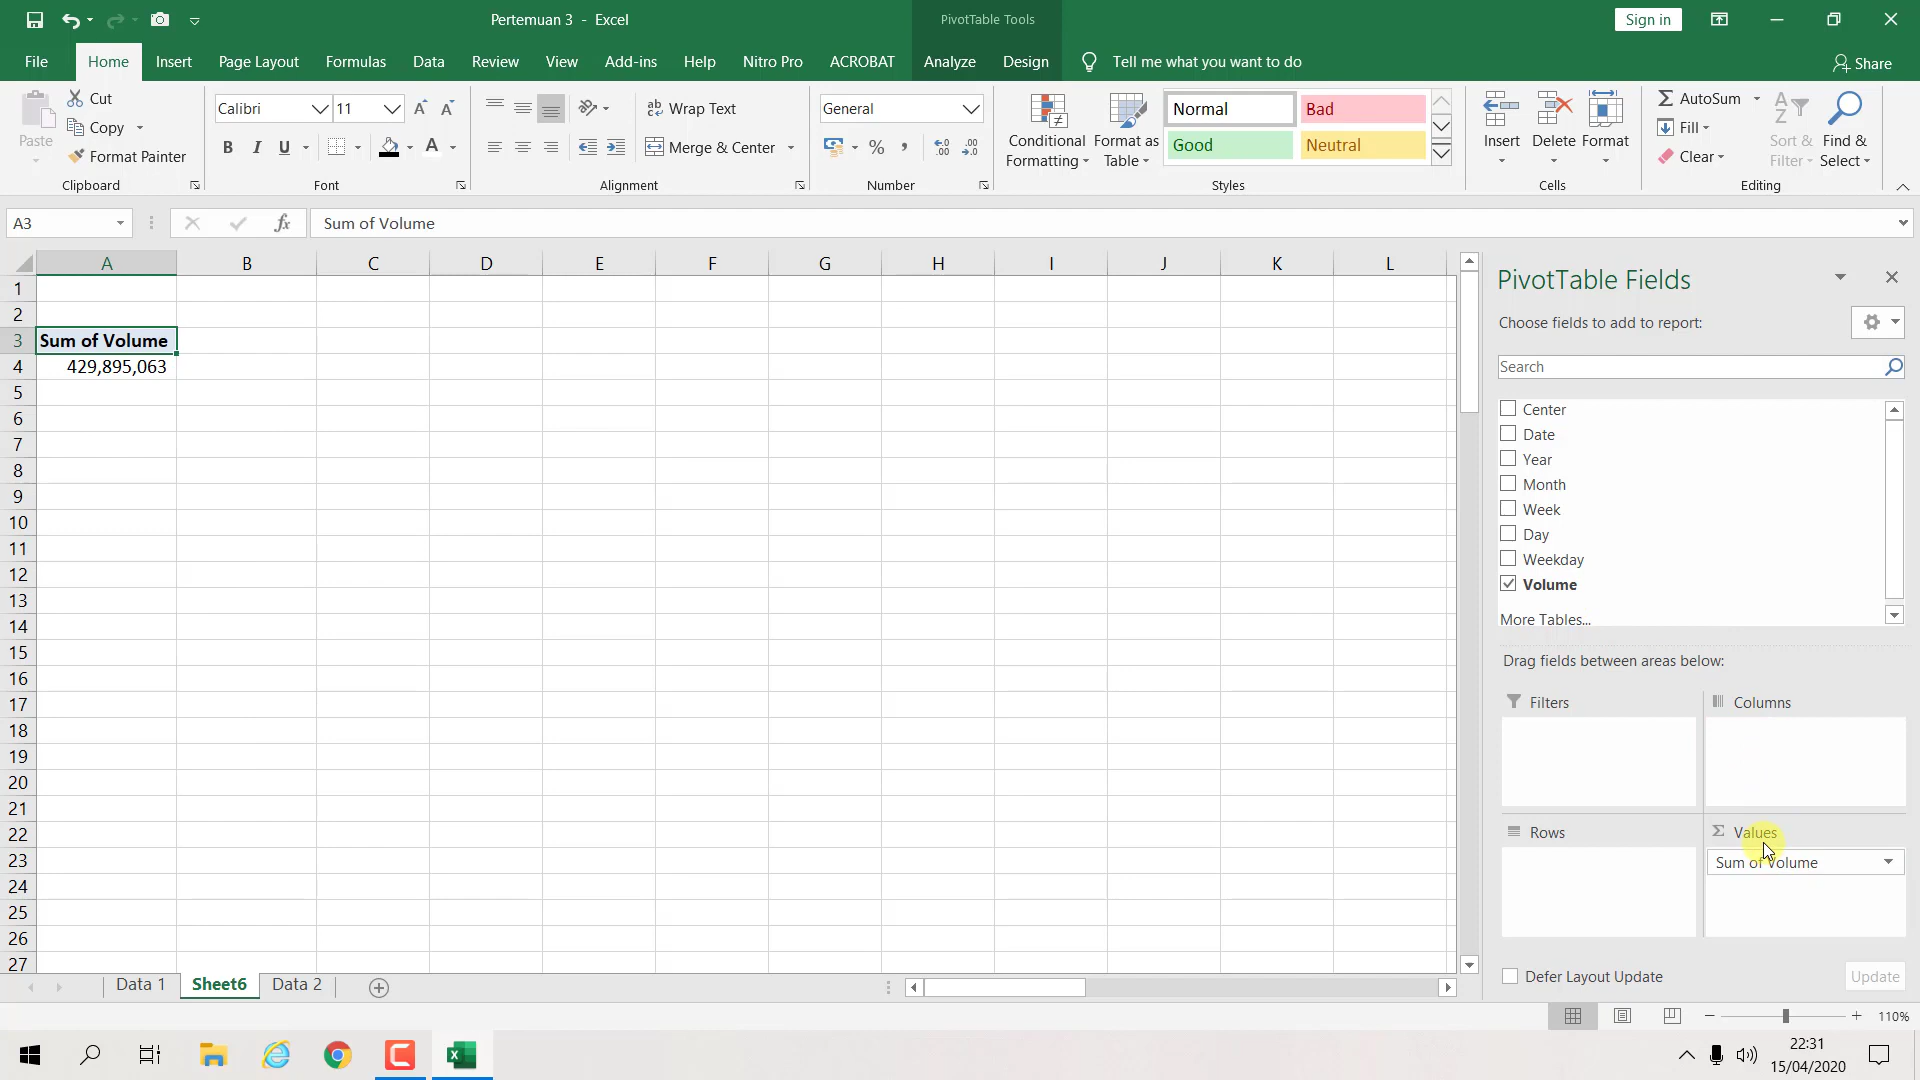 Pertemuan 3 - Excel
PivotTable Tools
Sign in
File
Home
Insert
Page Layout
Formulas
Data
Review
View
Add-ins
Help
Nitro Pro
ACROBAT
Analyze
Design
Tell me what you want to do
Share
Paste
Cut
Copy
Format Painter
Clipboard
Calibri
11
B I U
Font
Wrap Text
Merge & Center
Alignment
General
Number
Conditional Formatting
Format as Table
Normal
Bad
Good
Neutral
Styles
Insert
Delete
Format
Cells
AutoSum
Fill
Clear
Sort & Filter
Find & Select
Editing
A3
fx
Sum of Volume
A B C D E F G H I J K L
1
2
3 Sum of Volume
4 429,895,063
5
6
7
8
9
10
11
12
13
14
15
16
17
18
19
20
21
22
23
24
25
26
27
PivotTable Fields
Choose fields to add to report:
Search
Center
Date
Year
Month
Week
Day
Weekday
Volume
More Tables...
Drag fields between areas below:
Filters
Columns
Rows
Σ Values
Sum of Volume
Defer Layout Update
Update
Data 1
Sheet6
Data 2
110%
22:31
15/04/2020